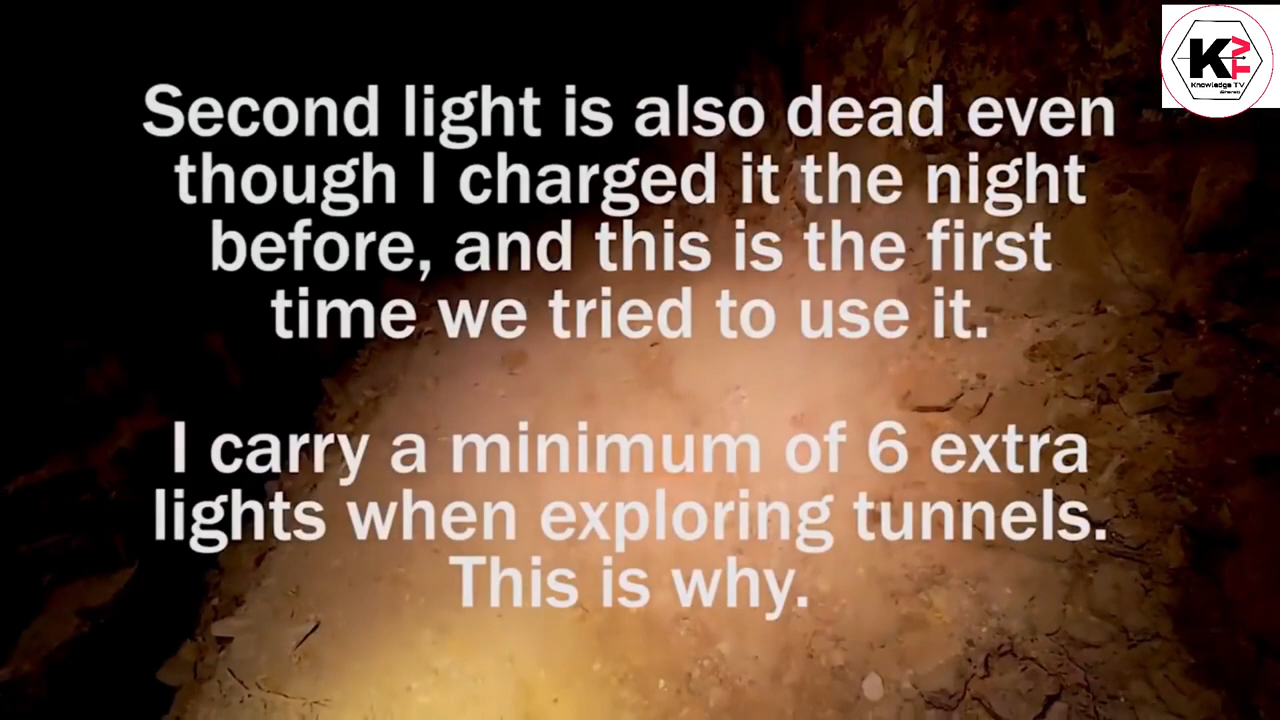 Second light is also dead even
though I charged it the night
before, and this is the first
time we tried to use it.
I carry a minimum of 6 extra
lights when exploring tunnels.
This is why.
K TV
Knowledge TV